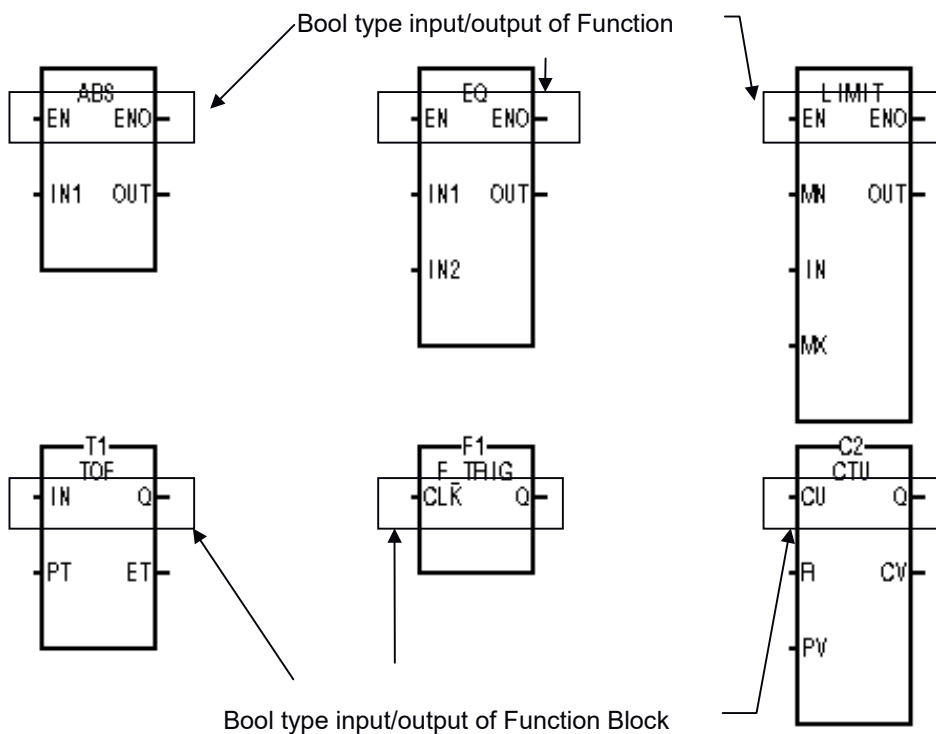 Bool type input/output of Function
ABS
EN ENO
IN1 OUT
EQ
EN ENO
IN1 OUT
IN2
LIMIT
EN ENO
MN OUT
IN
MX
T1
TOF
IN Q
PT ET
F1
F_TRIG
CLK Q
C2
CTU
CU Q
R CV
PV
Bool type input/output of Function Block